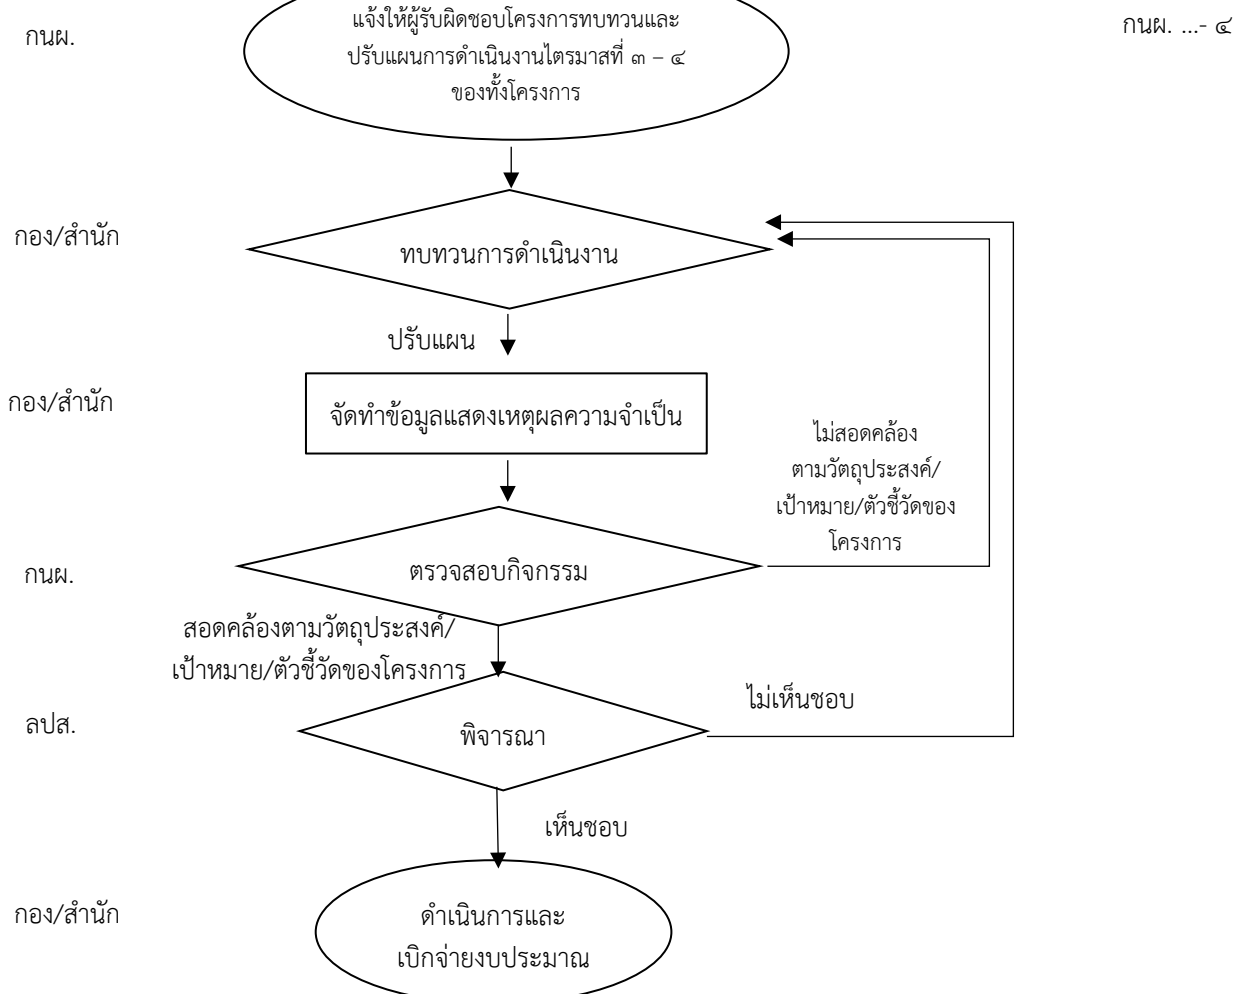 แจ้งให้ผู้รับผิดชอบโครงการทบทวนและ
กนผ.
กนผ. ...- ๔
ปรับแผนการดำเนินงานไตรมาสที่ ๓ – ๔
ของทั้งโครงการ
กอง/สำนัก
ทบทวนการดำเนินงาน
ปรับแผน
กอง/สำนัก
จัดทำข้อมูลแสดงเหตุผลความจำเป็น
ไม่สอดคล้อง
ตามวัตถุประสงค์/
เป้าหมาย/ตัวชี้วัดของ
โครงการ
กนผ.
ตรวจสอบกิจกรรม
สอดคล้องตามวัตถุประสงค์/
เป้าหมาย/ตัวชี้วัดของโครงการ
ไม่เห็นชอบ
ลปส.
พิจารณา
เห็นชอบ
กอง/สำนัก
ดำเนินการและ
เบิกจ่ายงบประมาณ